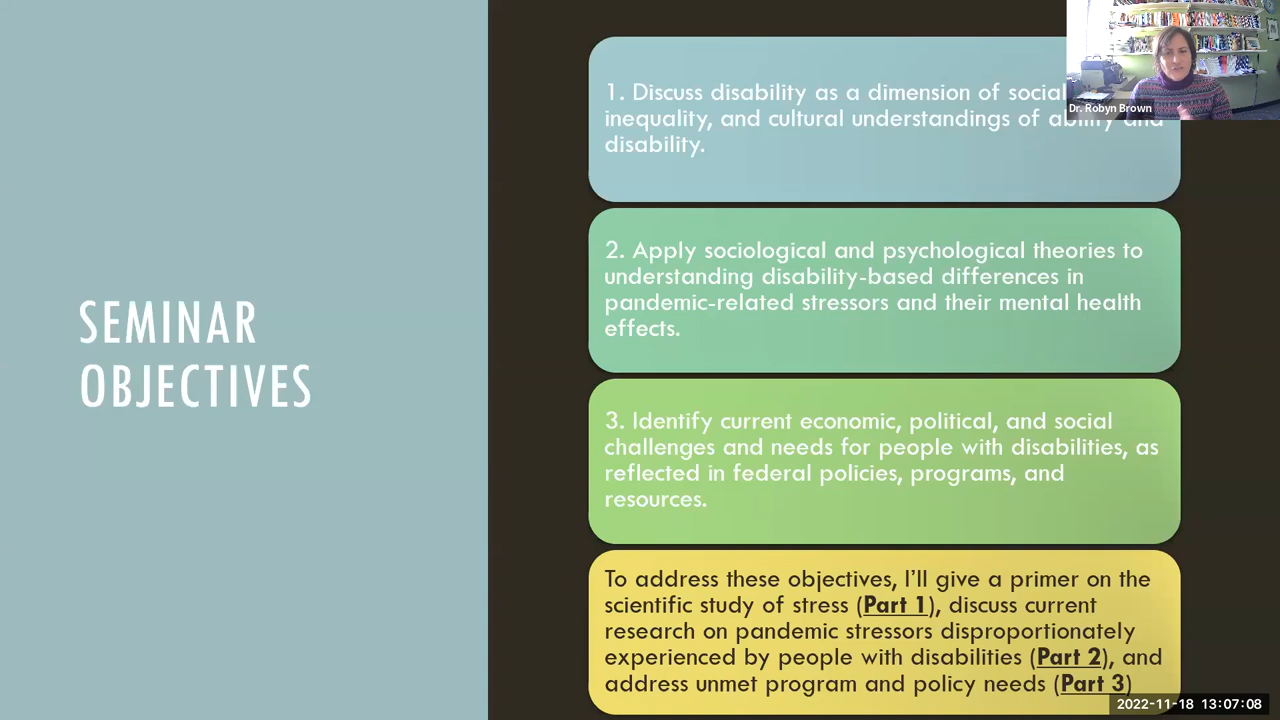 SEMINAR
OBJECTIVES
1. Discuss disability as a dimension of social
inequality, and cultural understandings of ability and
disability.
2. Apply sociological and psychological theories to
understanding disability-based differences in
pandemic-related stressors and their mental health
effects.
3. Identify current economic, political, and social
challenges and needs for people with disabilities, as
reflected in federal policies, programs, and
resources.
To address these objectives, I'll give a primer on the
scientific study of stress (Part 1), discuss current
research on pandemic stressors disproportionately
experienced by people with disabilities (Part 2), and
address unmet program and policy needs (Part 3)
Dr. Robyn Brown
2022-11-18 13:07:08